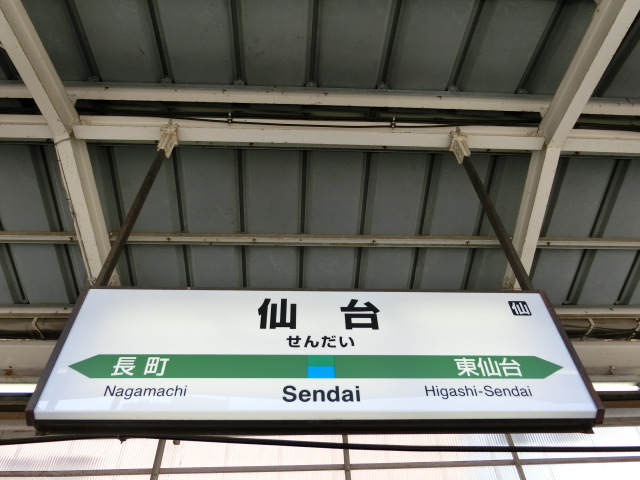 仙台
仙
せんだい
長町
東仙台
Nagamachi
Sendai
Higashi-Sendai